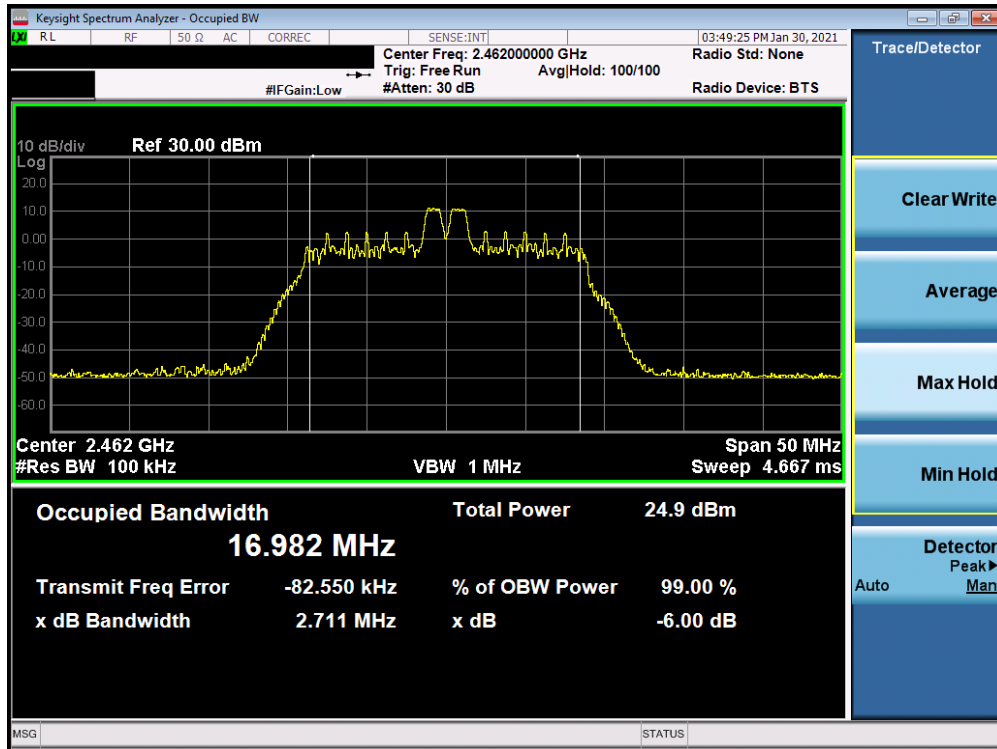 Keysight Spectrum Analyzer - Occupied BW
LXI RL RF 50 Ω AC CORREC SENSE:INT 03:49:25 PM Jan 30, 2021
Center Freq: 2.462000000 GHz Radio Std: None
Trig: Free Run Avg|Hold: 100/100
#IFGain:Low #Atten: 30 dB Radio Device: BTS
10 dB/div Ref 30.00 dBm
Log
20.0
10.0
0.00
-10.0
-20.0
-30.0
-40.0
-50.0
-60.0
Center 2.462 GHz Span 50 MHz
#Res BW 100 kHz VBW 1 MHz Sweep 4.667 ms
Occupied Bandwidth Total Power 24.9 dBm
16.982 MHz
Transmit Freq Error -82.550 kHz % of OBW Power 99.00 %
x dB Bandwidth 2.711 MHz x dB -6.00 dB
MSG STATUS
Trace/Detector
Clear Write
Average
Max Hold
Min Hold
Detector
Peak▶
Auto Man